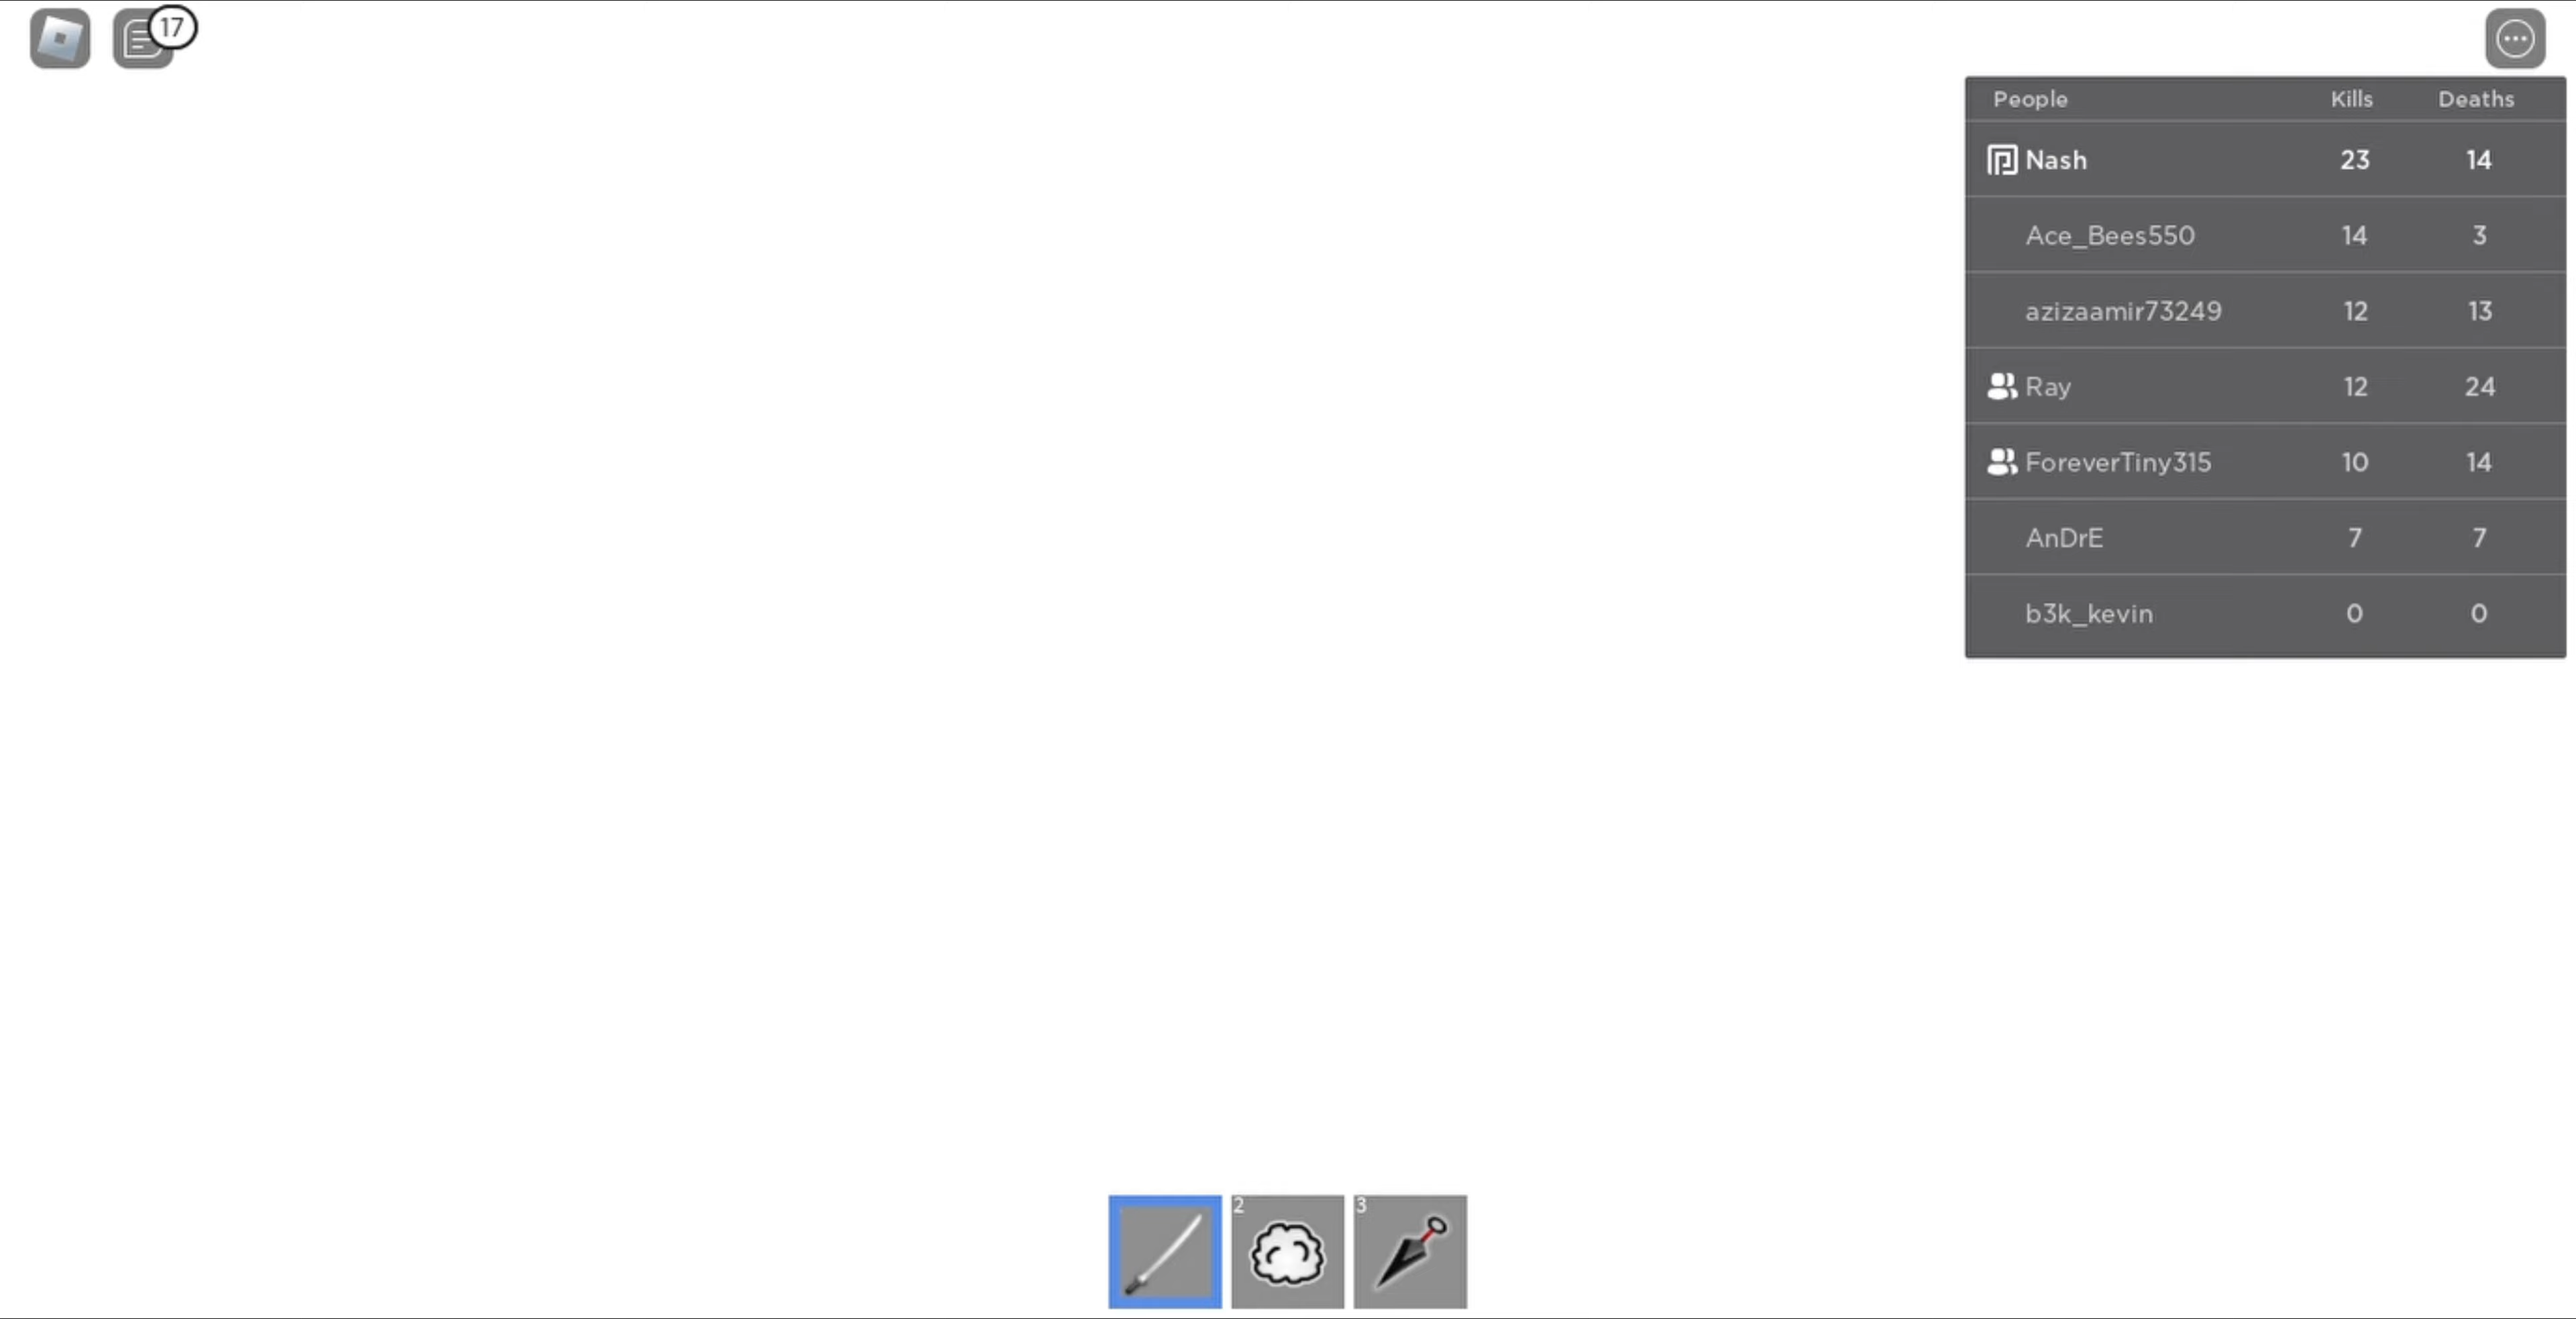 17
People Kills Deaths
Nash 23 14
Ace_Bees550 14 3
azizaamir73249 12 13
Ray 12 24
ForeverTiny315 10 14
AnDrE 7 7
b3k_kevin 0 0
2 3